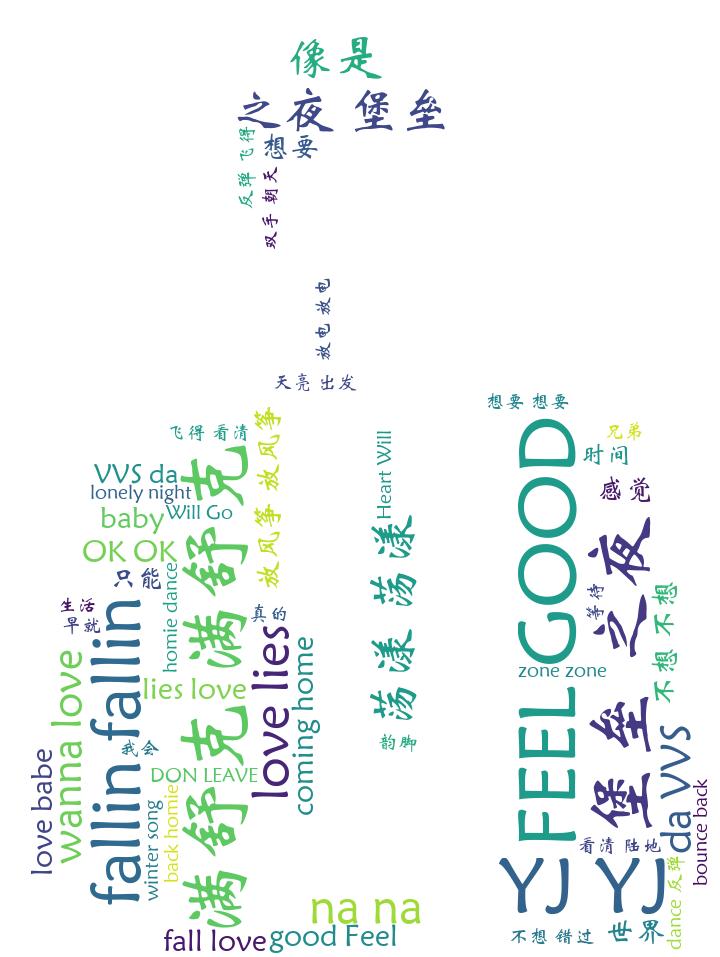 像是
之夜 堡垒
想要
反弹 飞得
双手 朝天
放电 放电
天亮 出发
想要 想要
飞得 看清
放风筝 放风筝
兄弟
时间
VVS da
lonely night
满舒克 满舒克
Heart Will
FEEL GOOD
感觉
baby
Will Go
荡漾 荡漾
堡垒 之夜
OK OK
只能
homie dance
等待
不想 不想
生活
早就
fallin fallin
真的
love lies
coming home
zone zone
wanna love
lies love
love babe
我会
韵脚
da VVS
DON LEAVE
winter song
back homie
bounce back
看清 陆地
YJ YJ
dance 反弹
na na
fall love
good Feel
不想 错过
世界